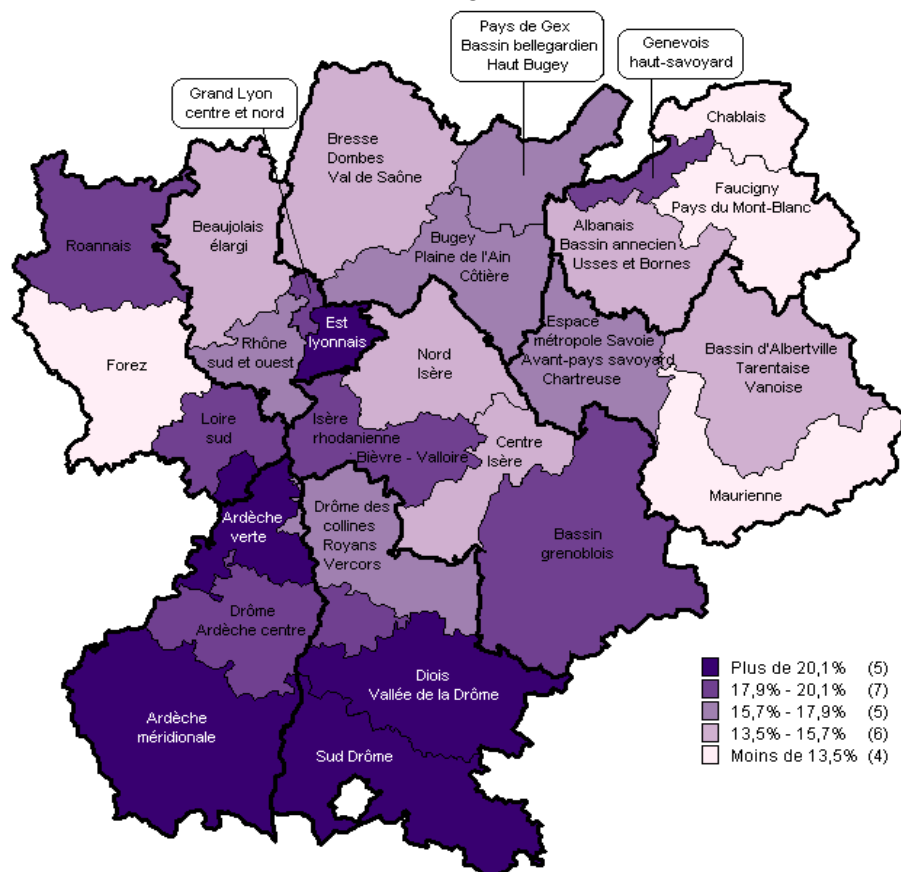 Pays de Gex
Bassin bellegardien
Haut Bugey
Genevois
haut-savoyard
Grand Lyon
centre et nord
Chablais
Bresse
Dombes
Val de Saône
Faucigny
Pays du Mont-Blanc
Roannais
Beaujolais
élargi
Albanais
Bassin annecien
Usses et Bornes
Bugey
Plaine de l'Ain
Côtière
Est
lyonnais
Espace
métropole Savoie
Avant-pays savoyard
Chartreuse
Rhône
sud et ouest
Nord
Isère
Bassin d'Albertville
Tarentaise
Vanoise
Forez
Loire
sud
Isère
rhodanienne
Bièvre - Valloire
Centre
Isère
Maurienne
Ardèche
verte
Drôme des
collines
Royans
Vercors
Bassin
grenoblois
Drôme
Ardèche centre
Diois
Vallée de la Drôme
Ardèche
méridionale
Sud Drôme
Plus de 20,1% (5)
17,9% - 20,1% (7)
15,7% - 17,9% (5)
13,5% - 15,7% (6)
Moins de 13,5% (4)